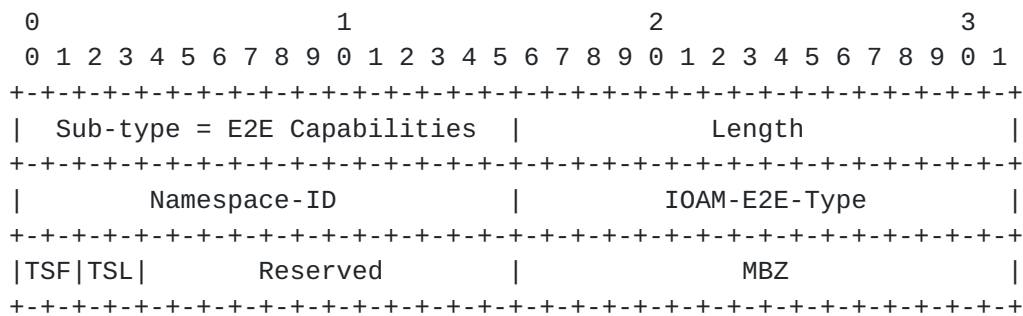 0                   1                   2                   3
 0 1 2 3 4 5 6 7 8 9 0 1 2 3 4 5 6 7 8 9 0 1 2 3 4 5 6 7 8 9 0 1
+-+-+-+-+-+-+-+-+-+-+-+-+-+-+-+-+-+-+-+-+-+-+-+-+-+-+-+-+-+-+-+-+
|  Sub-type = E2E Capabilities  |            Length             |
+-+-+-+-+-+-+-+-+-+-+-+-+-+-+-+-+-+-+-+-+-+-+-+-+-+-+-+-+-+-+-+-+
|        Namespace-ID           |         IOAM-E2E-Type         |
+-+-+-+-+-+-+-+-+-+-+-+-+-+-+-+-+-+-+-+-+-+-+-+-+-+-+-+-+-+-+-+-+
|TSF|TSL|       Reserved        |              MBZ              |
+-+-+-+-+-+-+-+-+-+-+-+-+-+-+-+-+-+-+-+-+-+-+-+-+-+-+-+-+-+-+-+-+